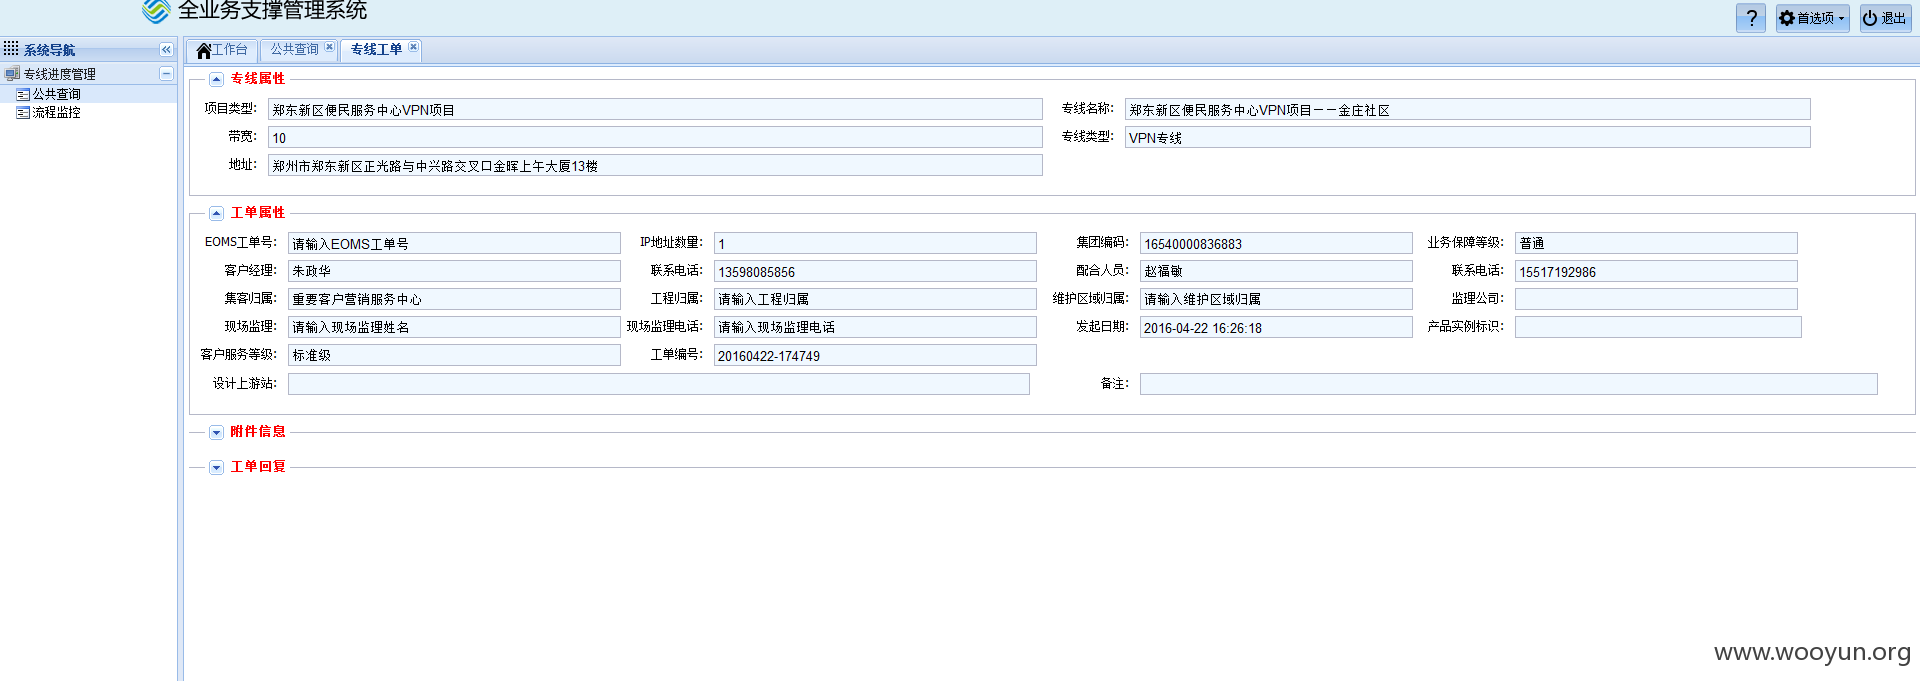 全业务支撑管理系统
? 首选项 退出
系统导航
专线进度管理
公共查询
流程监控
工作台 公共查询 专线工单
专线属性
项目类型: 郑东新区便民服务中心VPN项目 专线名称: 郑东新区便民服务中心VPN项目－－金庄社区
带宽: 10 专线类型: VPN专线
地址: 郑州市郑东新区正光路与中兴路交叉口金晖上午大厦13楼
工单属性
EOMS工单号: 请输入EOMS工单号 IP地址数量: 1 集团编码: 16540000836883 业务保障等级: 普通
客户经理: 朱政华 联系电话: 13598085856 配合人员: 赵福敏 联系电话: 15517192986
集客归属: 重要客户营销服务中心 工程归属: 请输入工程归属 维护区域归属: 请输入维护区域归属 监理公司:
现场监理: 请输入现场监理姓名 现场监理电话: 请输入现场监理电话 发起日期: 2016-04-22 16:26:18 产品实例标识:
客户服务等级: 标准级 工单编号: 20160422-174749
设计上游站: 备注:
附件信息
工单回复
www.wooyun.org